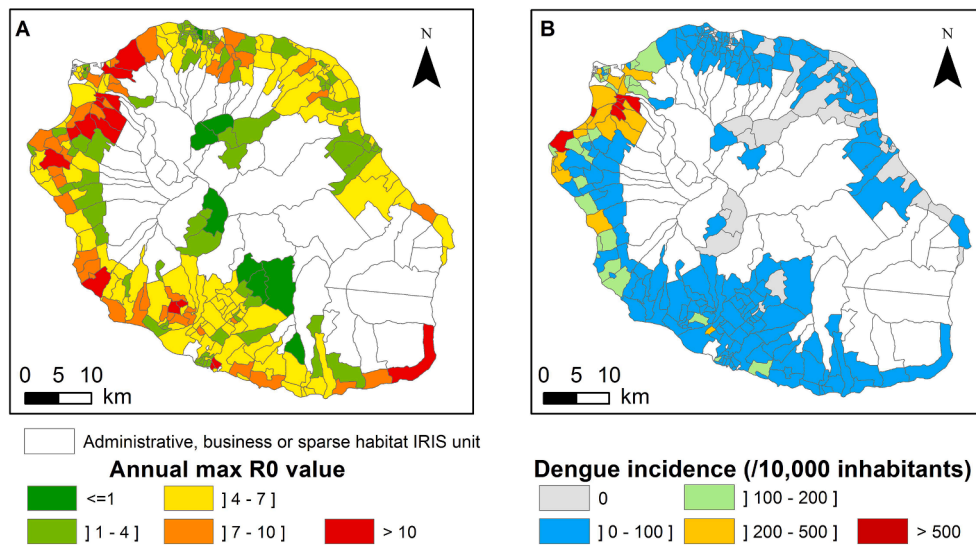 A
N
0 5 10
km
B
N
0 5 10
km
Administrative, business or sparse habitat IRIS unit
Annual max R0 value
<=1
] 4 - 7 ]
] 1 - 4 ]
] 7 - 10 ]
> 10
Dengue incidence (/10,000 inhabitants)
0
] 100 - 200 ]
] 0 - 100 ]
] 200 - 500 ]
> 500